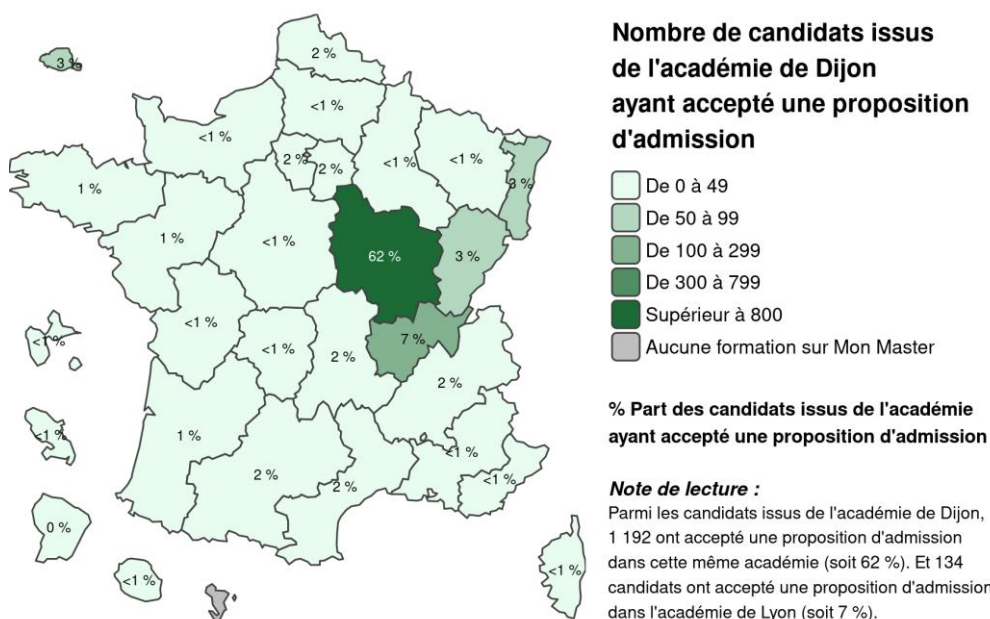 Nombre de candidats issus
de l'académie de Dijon
ayant accepté une proposition
d'admission
De 0 à 49
De 50 à 99
De 100 à 299
De 300 à 799
Supérieur à 800
Aucune formation sur Mon Master
% Part des candidats issus de l'académie
ayant accepté une proposition d'admission
Note de lecture :
Parmi les candidats issus de l'académie de Dijon,
1 192 ont accepté une proposition d'admission
dans cette même académie (soit 62 %). Et 134
candidats ont accepté une proposition d'admission
dans l'académie de Lyon (soit 7 %).
2 %
3 %
<1 %
<1 %
2 %
2 %
<1 %
<1 %
3 %
1 %
1 %
<1 %
62 %
3 %
<1 %
<1 %
<1 %
2 %
7 %
2 %
<1 %
1 %
2 %
2 %
<1 %
<1 %
0 %
<1 %
<1 %